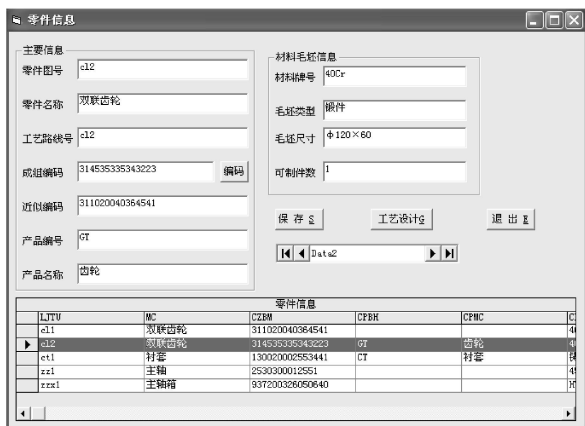 零件信息
主要信息
零件图号 cl2
零件名称 双联齿轮
工艺路线号 cl2
成组编码 314535335343223 编码
近似编码 311020040364541
产品编号 GT
产品名称 齿轮
材料毛坯信息
材料牌号 40Cr
毛坯类型 锻件
毛坯尺寸 φ120×60
可制件数 1
保 存 S 工艺设计G 退 出 E
Data2
零件信息
LJTU MC CZBM CPBH CPMC
cl1 双联齿轮 311020040364541
cl2 双联齿轮 314535335343223 GT 齿轮
ct1 衬套 130020002553441 CT 衬套
zz1 主轴 2530300012551
zzx1 主轴箱 937200326050640